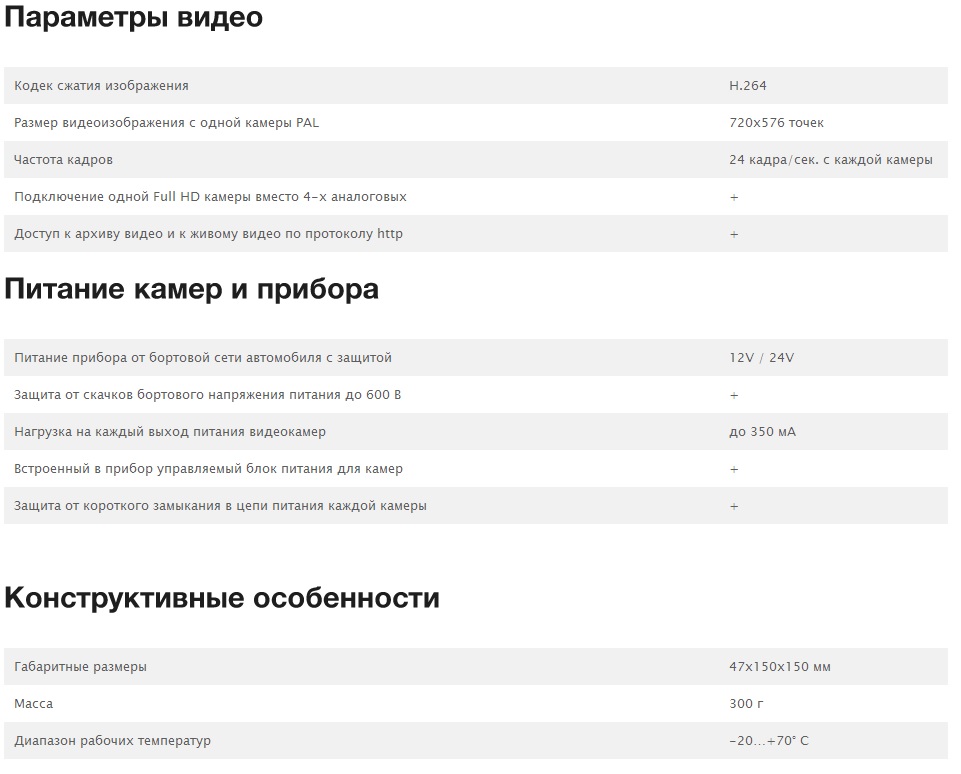 Параметры видео
Кодек сжатия изображения H.264
Размер видеоизображения с одной камеры PAL 720x576 точек
Частота кадров 24 кадра/сек. с каждой камеры
Подключение одной Full HD камеры вместо 4-х аналоговых +
Доступ к архиву видео и к живому видео по протоколу http +
Питание камер и прибора
Питание прибора от бортовой сети автомобиля с защитой 12V / 24V
Защита от скачков бортового напряжения питания до 600 В +
Нагрузка на каждый выход питания видеокамер до 350 мА
Встроенный в прибор управляемый блок питания для камер +
Защита от короткого замыкания в цепи питания каждой камеры +
Конструктивные особенности
Габаритные размеры 47x150x150 мм
Масса 300 г
Диапазон рабочих температур -20...+70° С